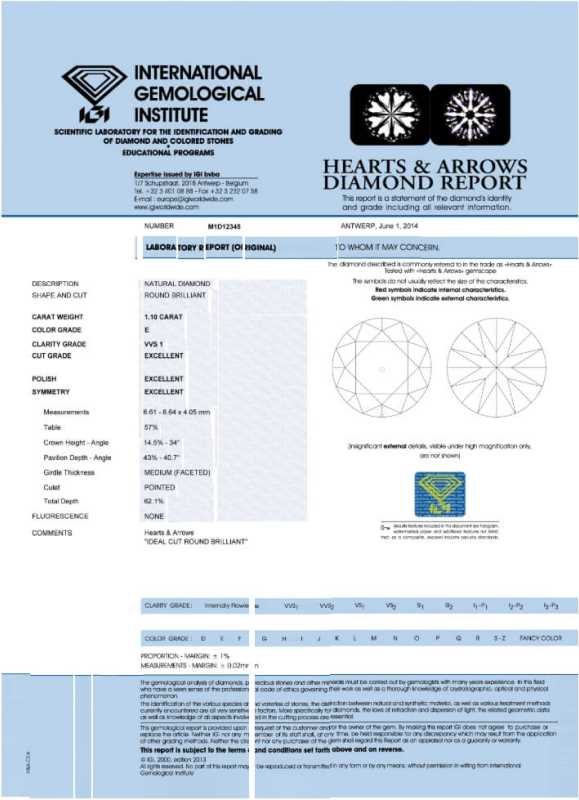 INTERNATIONAL
GEMOLOGICAL
INSTITUTE
IGI
SCIENTIFIC LABORATORY FOR THE IDENTIFICATION AND GRADING
OF DIAMOND AND COLORED STONES
EDUCATIONAL PROGRAMS
Expertise issued by IGI bvba
1/7 Schupstraat, 2018 Antwerp - Belgium
Tel. +32 3 401 08 88 - Fax +32 3 232 07 58
E-mail : europe@igiworldwide.com
www.igiworldwide.com
HEARTS & ARROWS
DIAMOND REPORT
This report is a statement of the diamond's identity
and grade including all relevant information.
NUMBER M1D12345
ANTWERP, June 1, 2014
LABORATORY REPORT (ORIGINAL)
TO WHOM IT MAY CONCERN.
The diamond described is commonly refered to in the trade as «Hearts & Arrows»
Tested with «Hearts & Arrows» gemscope
The symbols do not usually reflect the size of the characteristics.
Red symbols indicate internal characteristics.
Green symbols indicate external characteristics.
DESCRIPTION NATURAL DIAMOND
SHAPE AND CUT ROUND BRILLIANT
CARAT WEIGHT 1.10 CARAT
COLOR GRADE E
CLARITY GRADE VVS 1
CUT GRADE EXCELLENT
POLISH EXCELLENT
SYMMETRY EXCELLENT
Measurements 6.61 - 6.64 x 4.05 mm
Table 57%
Crown Height - Angle 14.5% - 34°
Pavilion Depth - Angle 43% - 40.7°
Girdle Thickness MEDIUM (FACETED)
Culet POINTED
Total Depth 62.1%
FLUORESCENCE NONE
COMMENTS Hearts & Arrows
"IDEAL CUT ROUND BRILLIANT"
(Insignificant external details, visible under high magnification only,
are not shown)
IGI
Security features included in this document are hologram,
watermarked paper and additional features not listed
that, as a composite, exceed industry security standards.
CLARITY GRADE : Internally Flawle s VVS1 VVS2 VS1 VS2 SI1 SI2 I1-P1 I2-P2 I3-P3
COLOR GRADE : D E F G H I J K L M N O P Q R S - Z FANCY COLOR
PROPORTION - MARGIN: ± 1%
MEASUREMENTS - MARGIN: ± 0.02mm
The gemological analysis of diamonds, precious stones and other minerals must be carried out by gemologists with many years experience in this field
who have a keen sense of the professional code of ethics governing their work as well as a thorough knowledge of crystallographic, optical and physical
phenomenon.
The identification of the various species and varieties of stones, the distinction between natural and synthetic material, as well as various treatment methods
currently encountered are all very sensitive factors. More specifically for diamonds, the laws of refraction and dispersion of light, the related geometric data
as well as knowledge of all aspects involved in the cutting process are essential.
This gemological report is provided upon request of the customer and/or the owner of the gem. By making this report IGI does not agree to purchase or
replace the article. Neither IGI nor any member of its staff shall, at any time, be held responsible for any discrepancy which may result from the application
of other grading methods. Neither the client nor any purchaser of the gem shall regard this Report as an appraisal nor as a guaranty or warranty.
This report is subject to the terms and conditions set forth above and on reverse.
© IGI, 2000, edition 2013
All rights reserved. No part of this report may be reproduced or transmitted in any form or by any means, without permission in writing from International
Gemological Institute